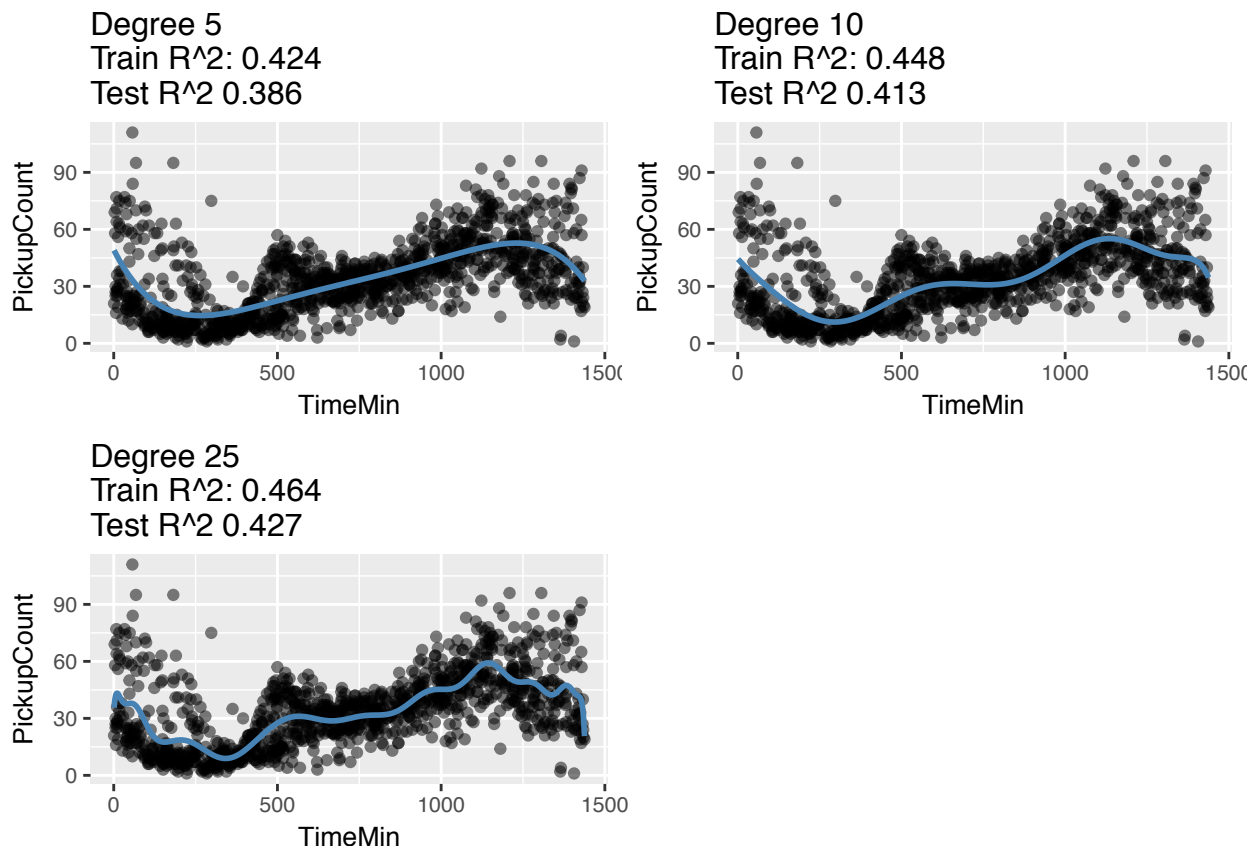 Degree 5
Train R^2: 0.424
Test R^2 0.386
PickupCount
90
60
30
0
0
500
1000
1500
TimeMin
Degree 10
Train R^2: 0.448
Test R^2 0.413
PickupCount
90
60
30
0
0
500
1000
1500
TimeMin
Degree 25
Train R^2: 0.464
Test R^2 0.427
PickupCount
90
60
30
0
0
500
1000
1500
TimeMin